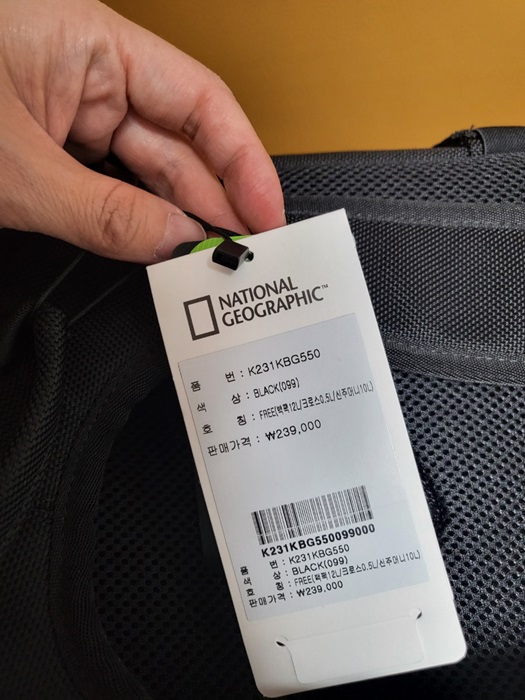 NATIONAL
GEOGRAPHIC™
품 번 : K231KBG550
색 상 : BLACK(099)
호 칭 : FREE(백팩12L/크로스0.5L/신주머니10L)
판매가격 : ₩239,000
K231KBG550099000
품 번 : K231KBG550
색 상 : BLACK(099)
호 칭 : FREE(백팩12L/크로스0.5L/신주머니10L)
판매가격 : ₩239,000